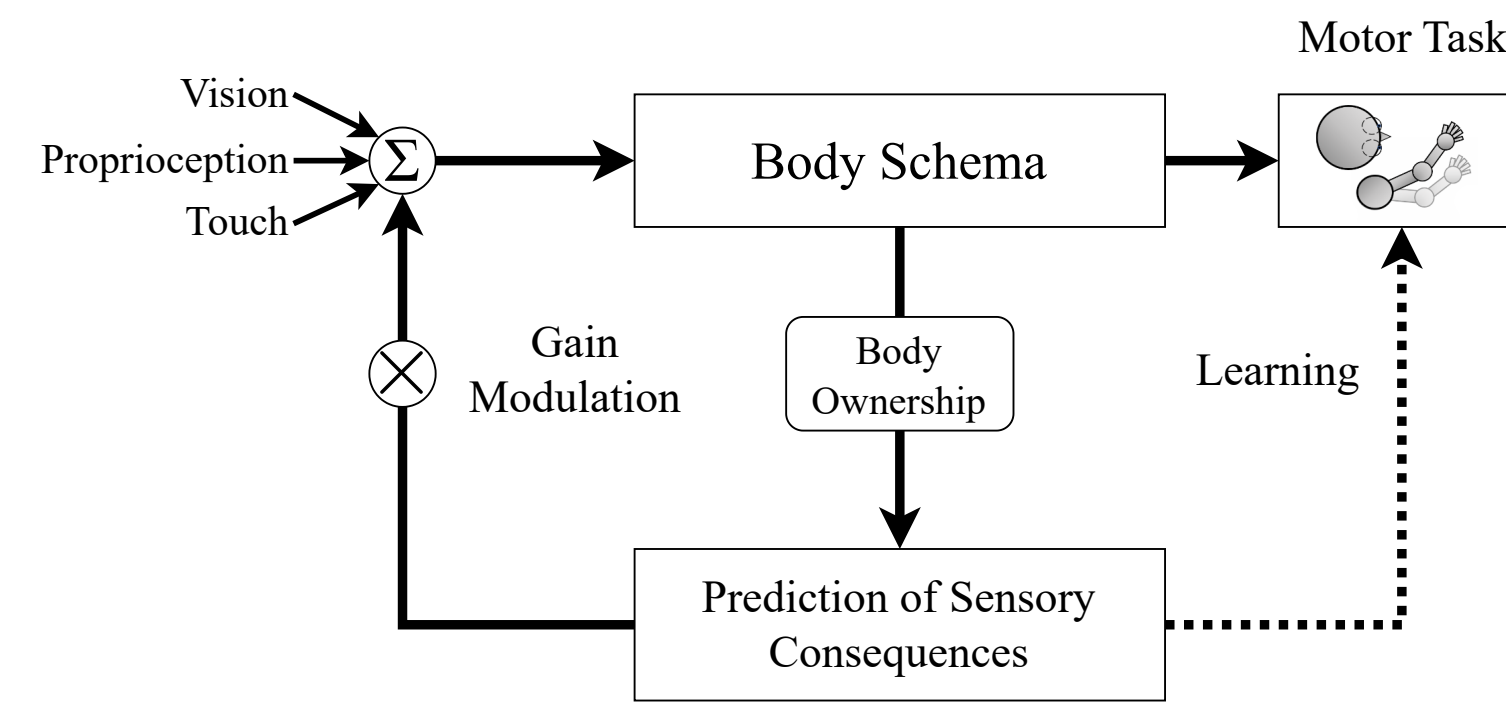 Motor Task
Vision
Proprioception
Touch
Σ
Body Schema
Gain
Modulation
Body
Ownership
Learning
Prediction of Sensory
Consequences